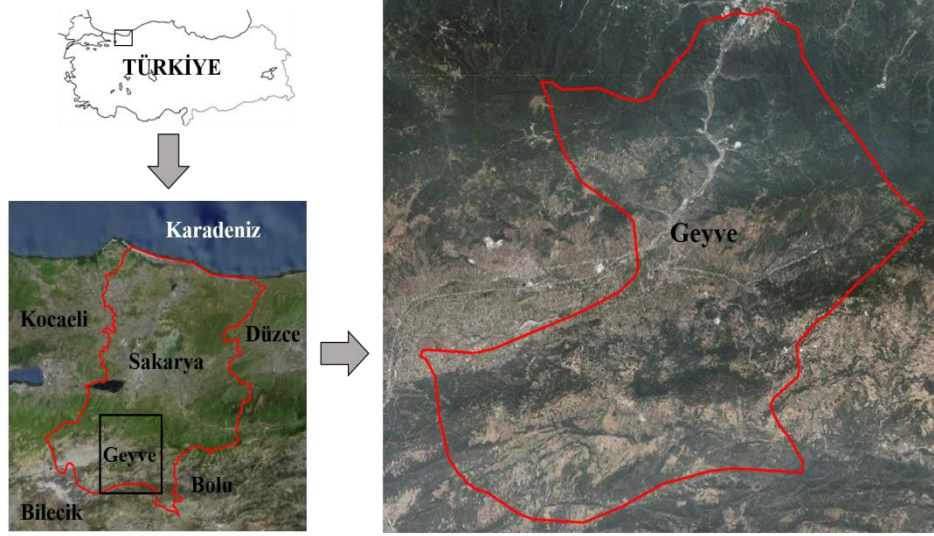 TÜRKİYE
Karadeniz
Kocaeli
Düzce
Sakarya
Geyve
Bolu
Bilecik
Geyve